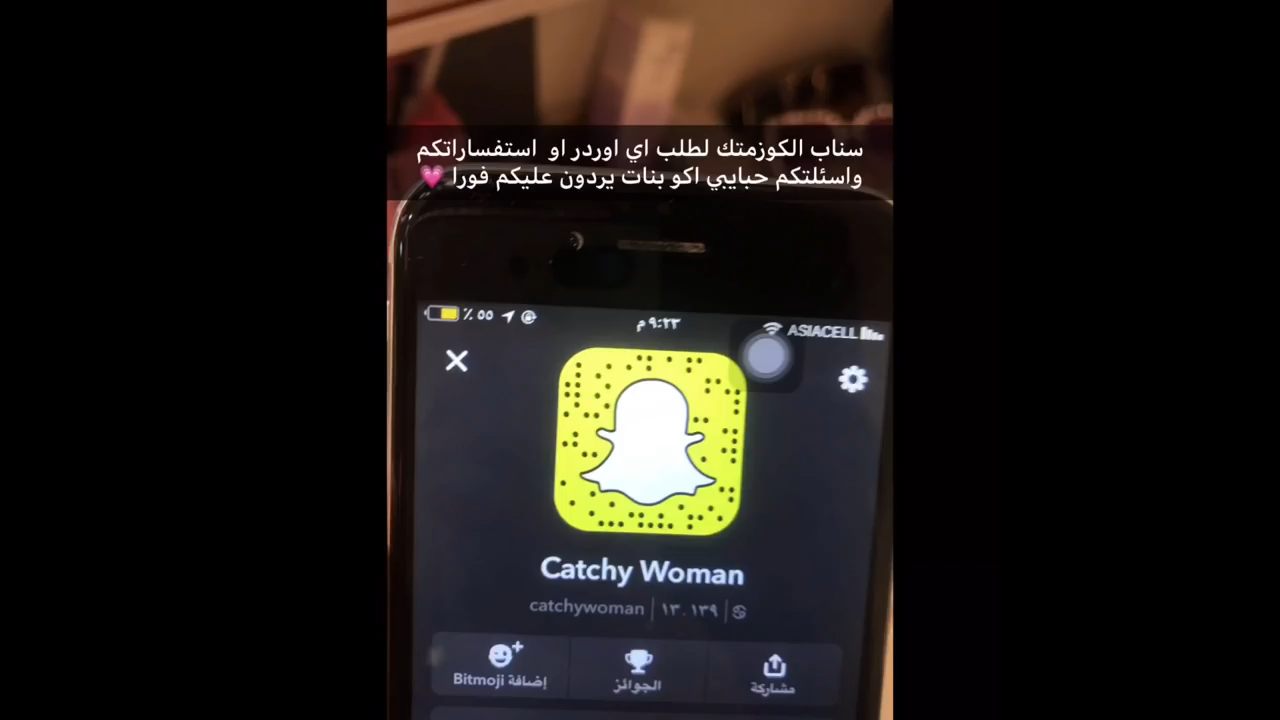 سناب الكوزمتك لطلب اي اوردر او استفساراتكم
واسئلتكم حبايبي اكو بنات يردون عليكم فورا 💗
٪ ٥٥
٩:٢٣ م
ASIACELL
Catchy Woman
catchywoman | ١٣.١٣٩ |
إضافة Bitmoji
الجوائز
مشاركة